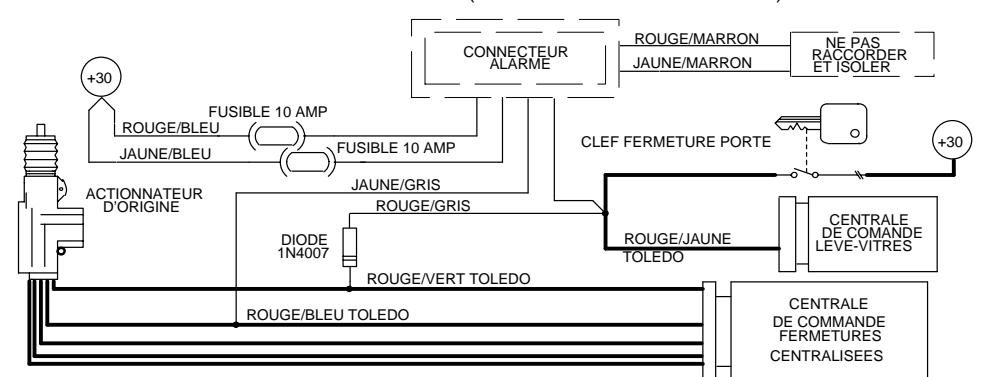 CONNECTEUR
ALARME
ROUGE/MARRON
JAUNE/MARRON
NE PAS
RACCORDER
ET ISOLER
+30
FUSIBLE 10 AMP
ROUGE/BLEU
JAUNE/BLEU
FUSIBLE 10 AMP
CLEF FERMETURE PORTE
+30
ACTIONNATEUR
D'ORIGINE
JAUNE/GRIS
ROUGE/GRIS
DIODE
1N4007
ROUGE/JAUNE
TOLEDO
CENTRALE
DE COMANDE
LEVE-VITRES
ROUGE/VERT TOLEDO
ROUGE/BLEU TOLEDO
CENTRALE
DE COMMANDE
FERMETURES
CENTRALISEES